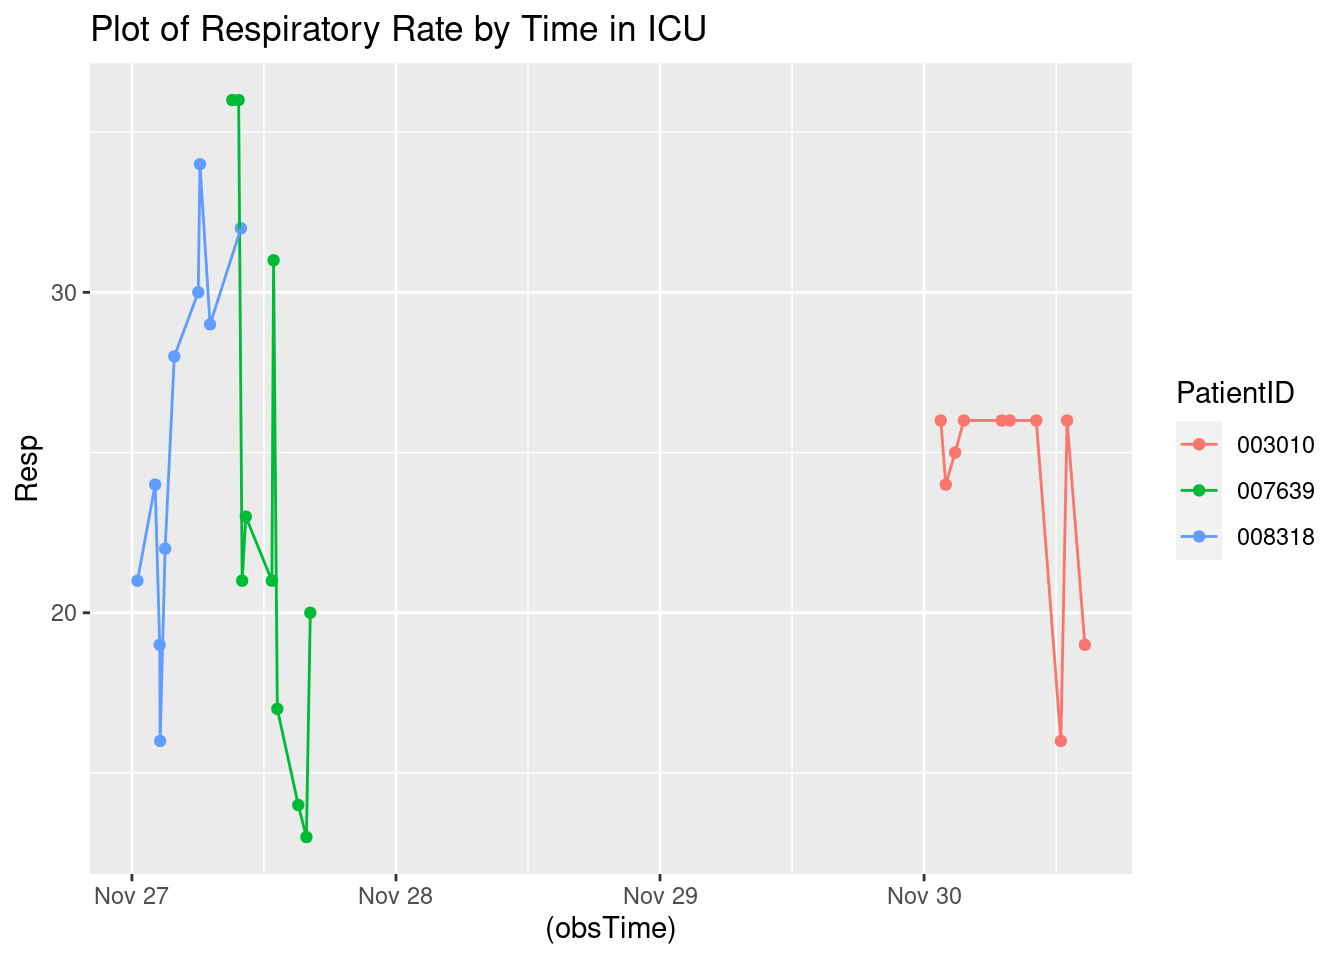 Plot of Respiratory Rate by Time in ICU
Resp
30
20
Nov 27
Nov 28
Nov 29
Nov 30
(obsTime)
PatientID
003010
007639
008318